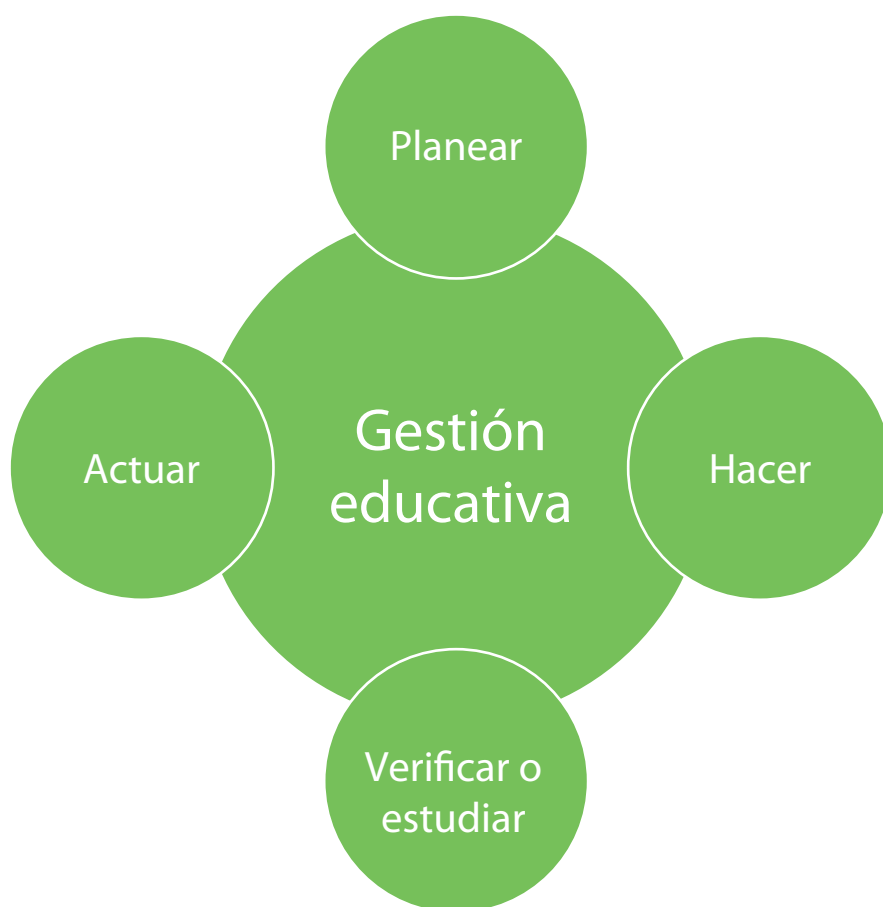 Planear
Actuar
Gestión
educativa
Hacer
Verificar o
estudiar